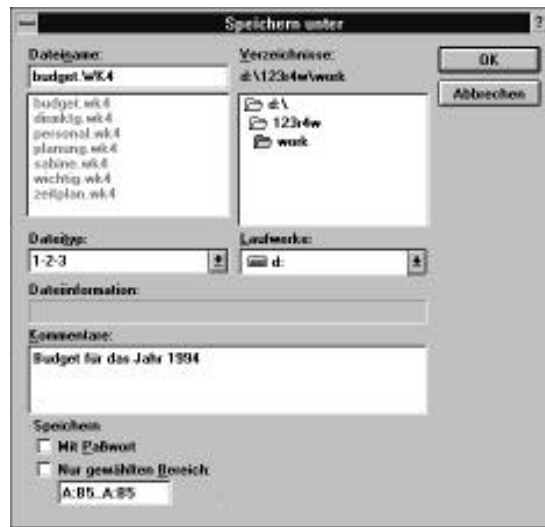 Speichern unter
?
Dateiname:
budget.WK4
budget.wk4
direktg.wk4
personal.wk4
planung.wk4
sabine.wk4
wichtig.wk4
zeitplan.wk4
Verzeichnisse:
d:\123r4w\work
d:\
123r4w
work
OK
Abbrechen
Dateityp:
1-2-3
Laufwerke:
d:
Dateiinformation:
Kommentare:
Budget für das Jahr 1994
Speichern
Mit Paßwort
Nur gewählten Bereich:
A:B5..A:B5